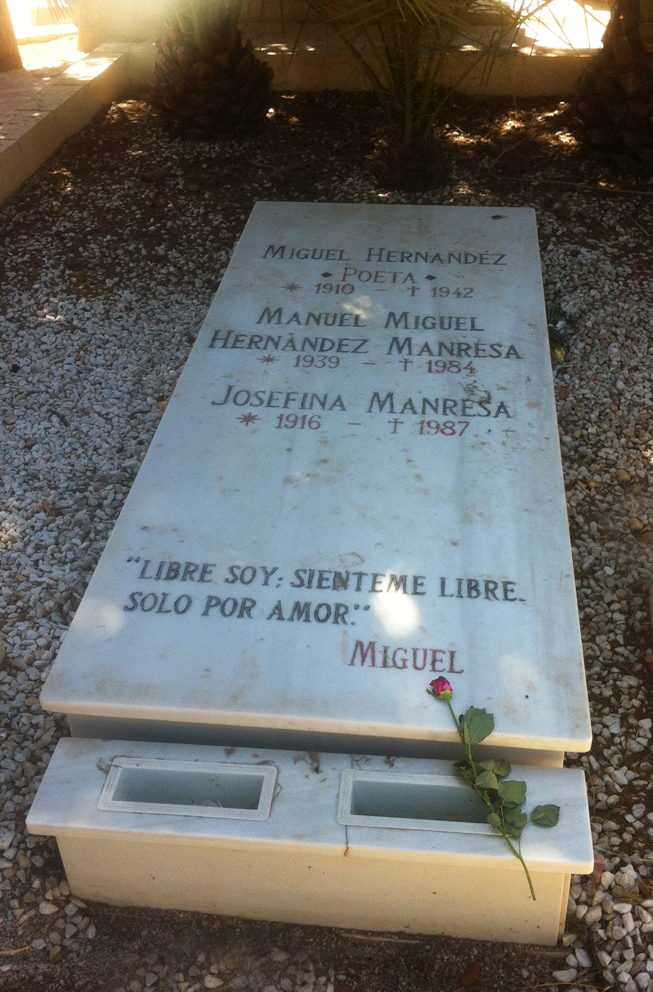 MIGUEL HERNANDEZ
◆ POETA ◆
* 1910 - † 1942
MANUEL MIGUEL
HERNÀNDEZ MANRESA
* 1939 - † 1984
JOSEFINA MANRESA
* 1916 - † 1987
"LIBRE SOY; SIENTEME LIBRE.
SOLO POR AMOR."
MIGUEL